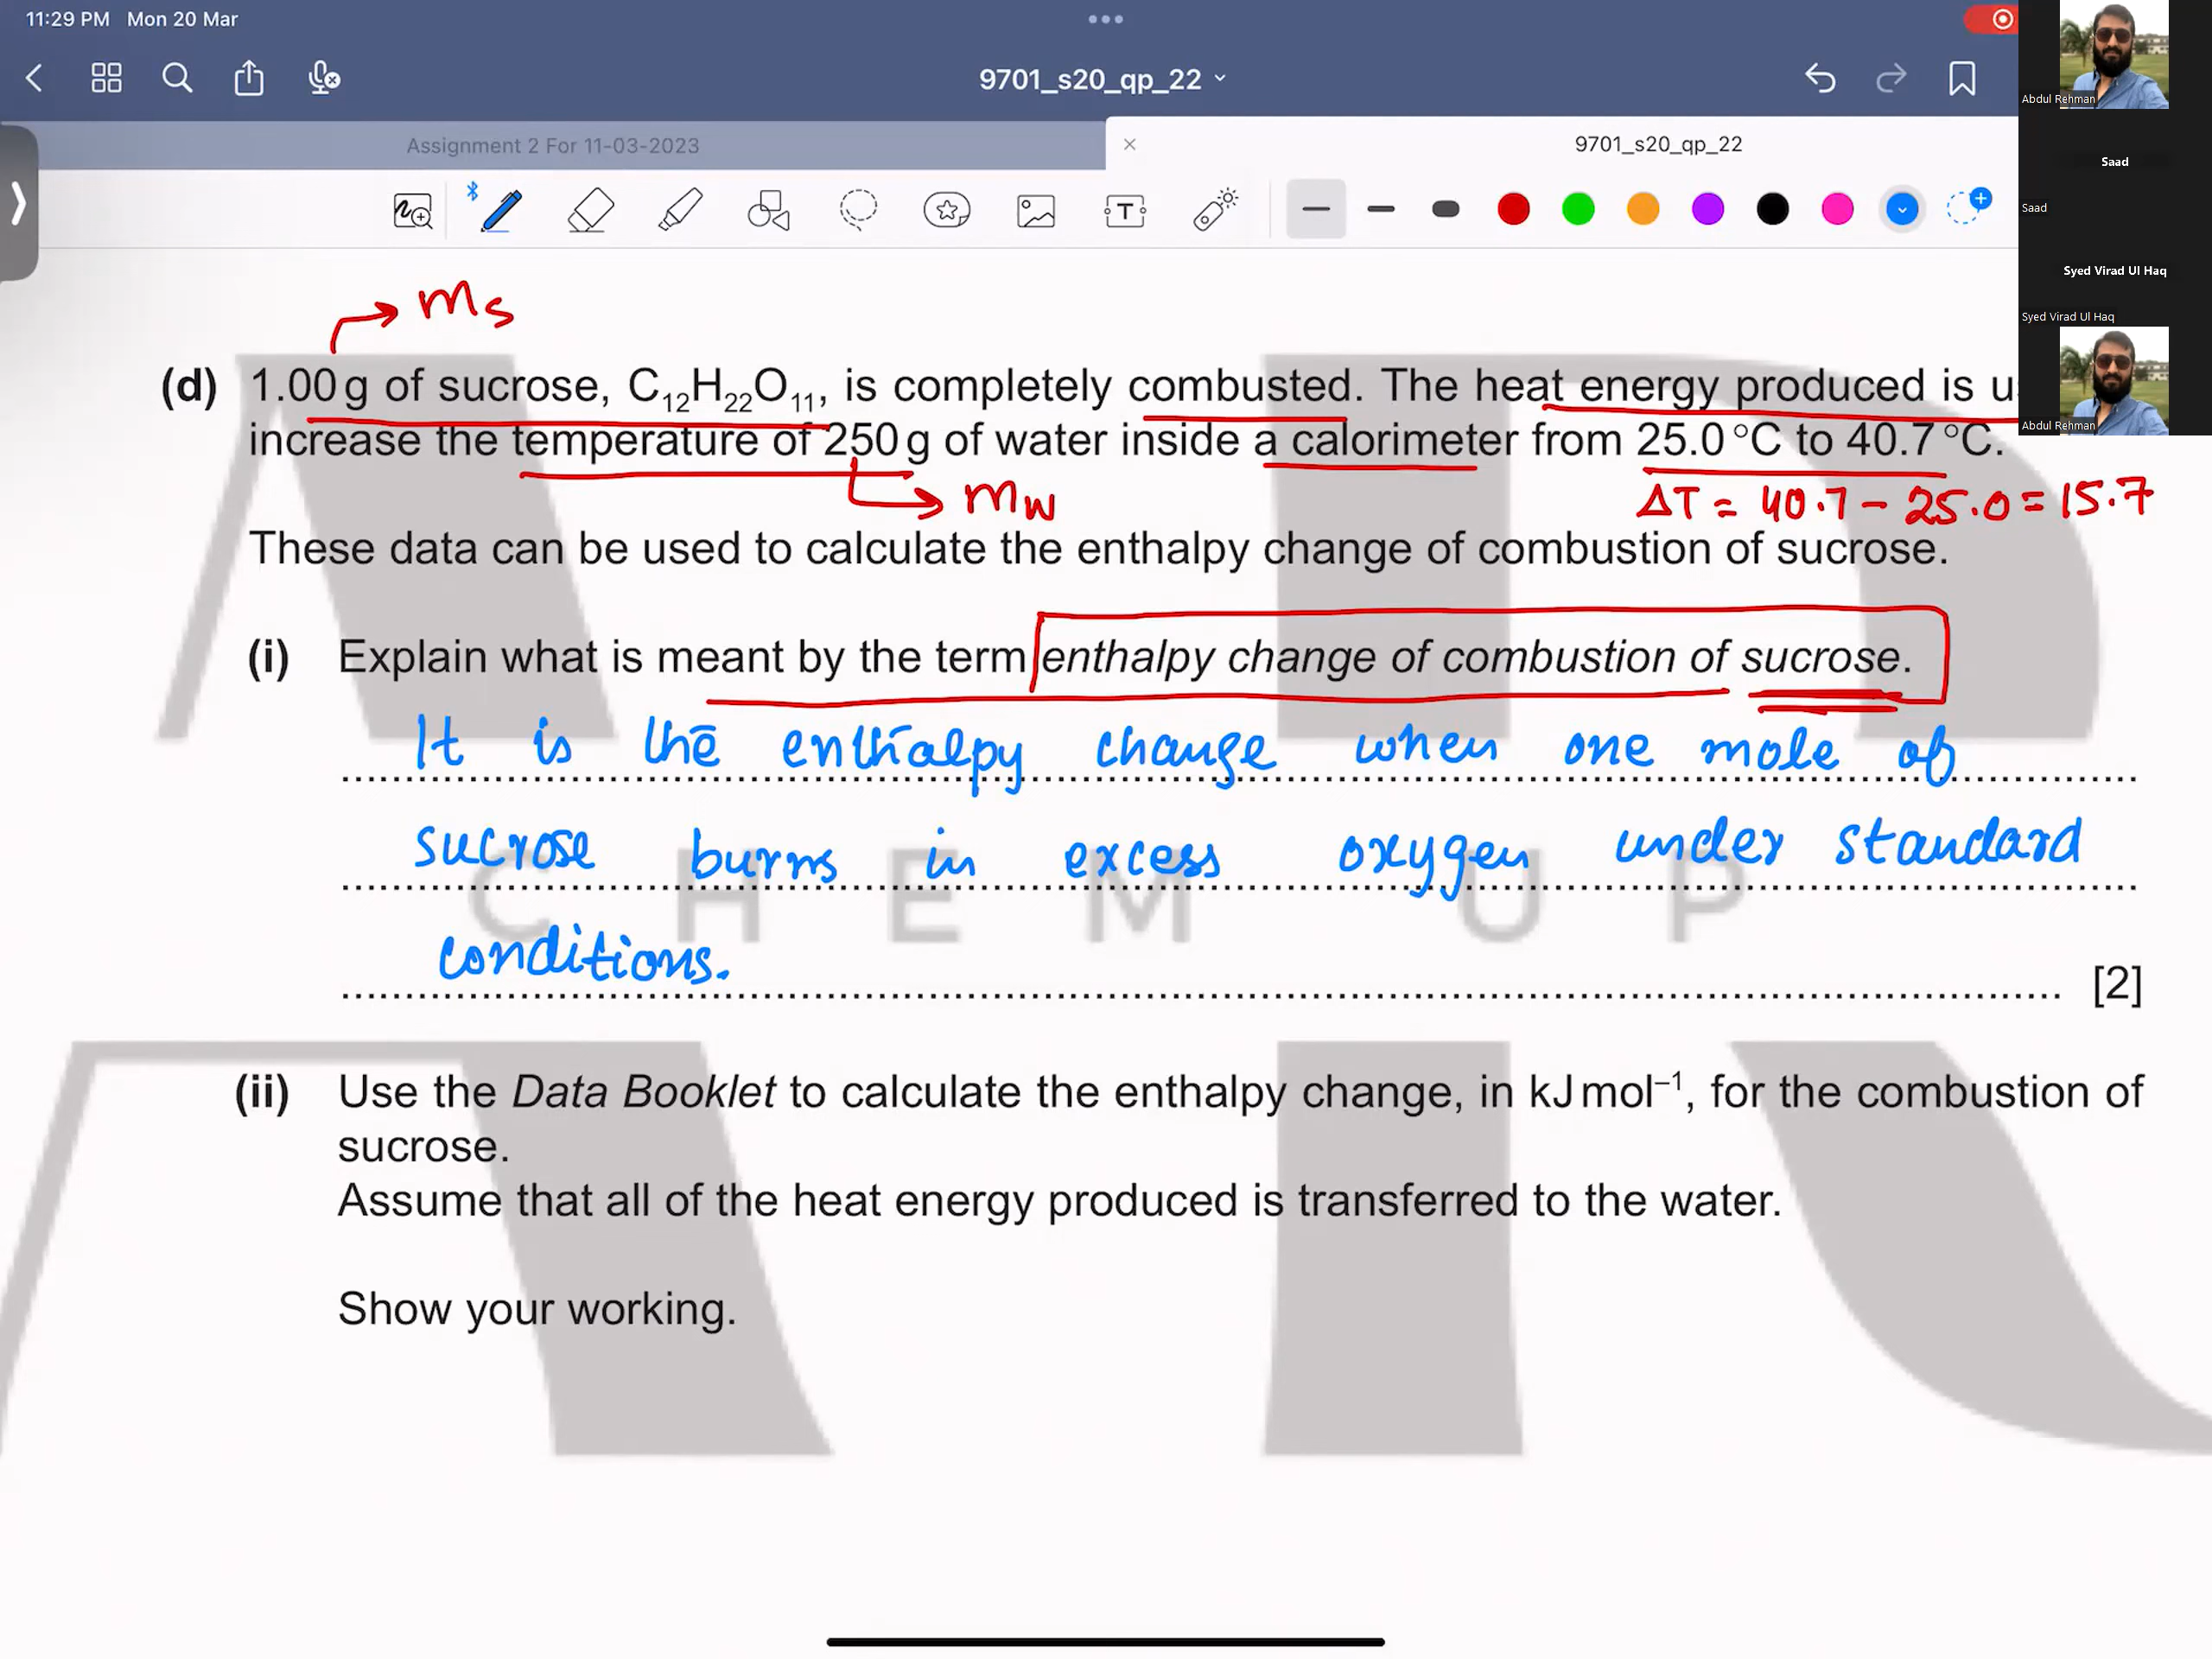 11:29 PM Mon 20 Mar
9701_s20_qp_22
Assignment 2 For 11-03-2023
9701_s20_qp_22
Abdul Rehman
Saad
Saad
Syed Virad Ul Haq
Syed Virad Ul Haq
Abdul Rehman
ms
(d) 1.00 g of sucrose, C₁₂H₂₂O₁₁, is completely combusted. The heat energy produced is
increase the temperature of 250 g of water inside a calorimeter from 25.0 °C to 40.7 °C.
mw
ΔT = 40.7 - 25.0 = 15.7
These data can be used to calculate the enthalpy change of combustion of sucrose.
(i) Explain what is meant by the term enthalpy change of combustion of sucrose.
It is the enthalpy change when one mole of
sucrose burns in excess oxygen under standard
CHEM UP
conditions.
[2]
(ii) Use the Data Booklet to calculate the enthalpy change, in kJ mol⁻¹, for the combustion of
sucrose.
Assume that all of the heat energy produced is transferred to the water.
Show your working.